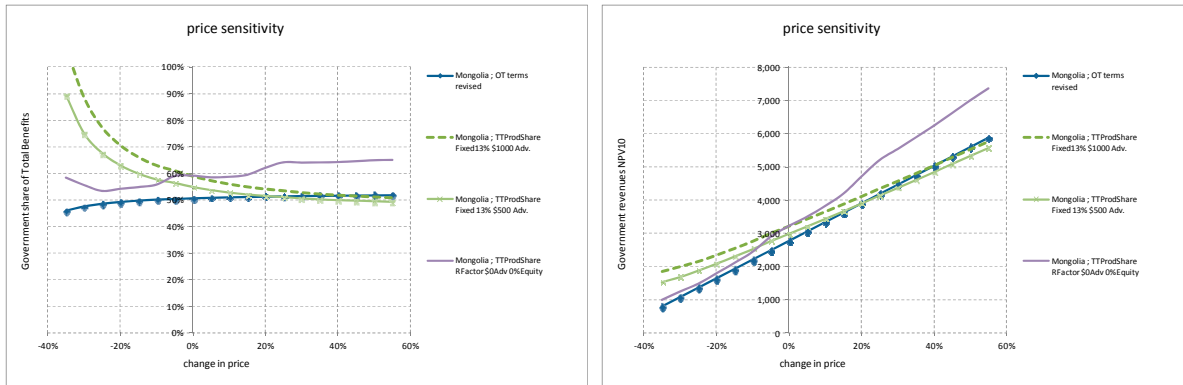 price sensitivity
Government share of Total Benefits
100%
90%
80%
70%
60%
50%
40%
30%
20%
10%
0%
-40%
-20%
0%
20%
40%
60%
change in price
Mongolia ; OT terms
revised
Mongolia ; TTProdShare
Fixed13% $1000 Adv.
Mongolia ; TTProdShare
Fixed 13% $500 Adv.
Mongolia ; TTProdShare
RFactor $0Adv 0%Equity
price sensitivity
Government revenues NPV10
8,000
7,000
6,000
5,000
4,000
3,000
2,000
1,000
0
-40%
-20%
0%
20%
40%
60%
change in price
Mongolia ; OT terms
revised
Mongolia ; TTProdShare
Fixed13% $1000 Adv.
Mongolia ; TTProdShare
Fixed 13% $500 Adv.
Mongolia ; TTProdShare
RFactor $0Adv 0%Equity